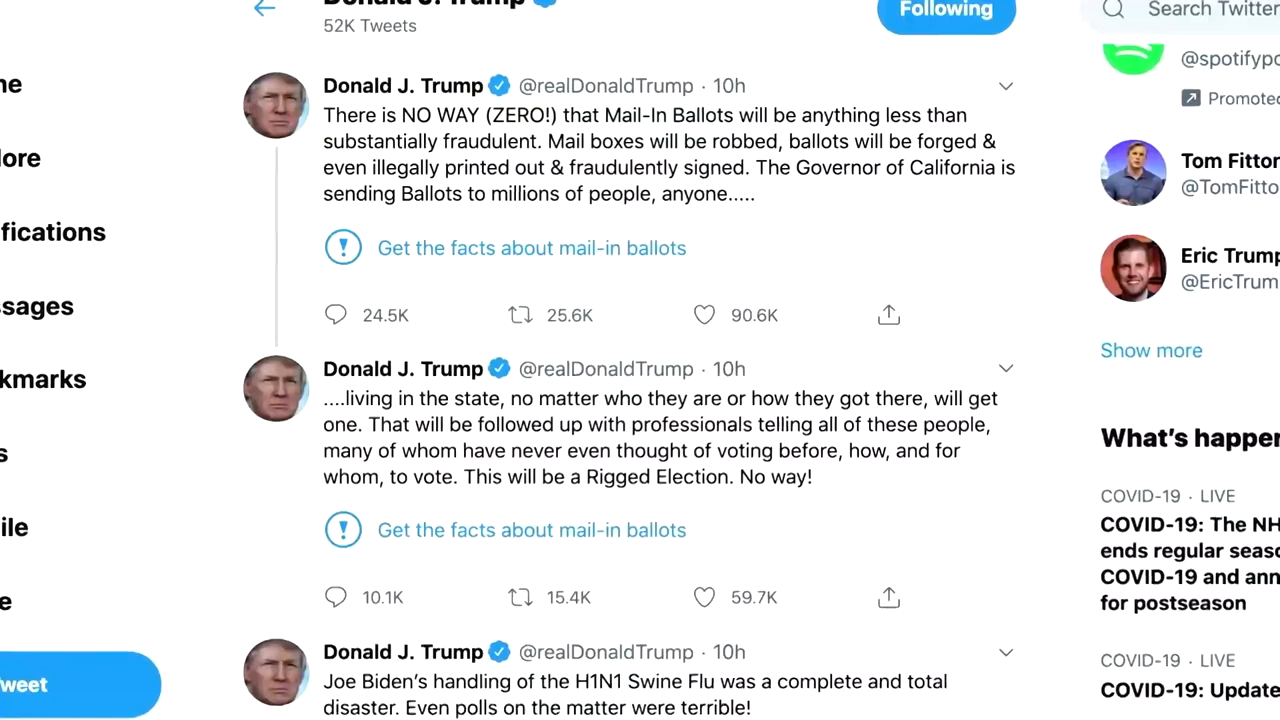 Donald J. Trump
52K Tweets
Following
Search Twitter
ne
lore
fications
ssages
kmarks
s
ile
e
weet
Donald J. Trump @realDonaldTrump · 10h
There is NO WAY (ZERO!) that Mail-In Ballots will be anything less than
substantially fraudulent. Mail boxes will be robbed, ballots will be forged &
even illegally printed out & fraudulently signed. The Governor of California is
sending Ballots to millions of people, anyone.....
Get the facts about mail-in ballots
24.5K 25.6K 90.6K
Donald J. Trump @realDonaldTrump · 10h
....living in the state, no matter who they are or how they got there, will get
one. That will be followed up with professionals telling all of these people,
many of whom have never even thought of voting before, how, and for
whom, to vote. This will be a Rigged Election. No way!
Get the facts about mail-in ballots
10.1K 15.4K 59.7K
Donald J. Trump @realDonaldTrump · 10h
Joe Biden’s handling of the H1N1 Swine Flu was a complete and total
disaster. Even polls on the matter were terrible!
@spotifypo
Promoted
Tom Fitton
@TomFitto
Eric Trump
@EricTrum
Show more
What’s happen
COVID-19 · LIVE
COVID-19: The NH
ends regular seaso
COVID-19 and ann
for postseason
COVID-19 · LIVE
COVID-19: Update